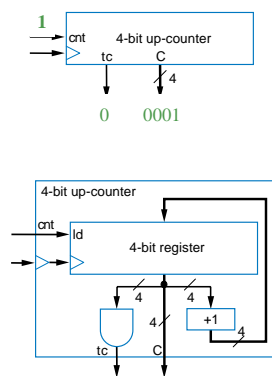 1
cnt
4-bit up-counter
tc C
4
0 0001
4-bit up-counter
cnt
ld
4-bit register
4 4
4
+1
4
tc C